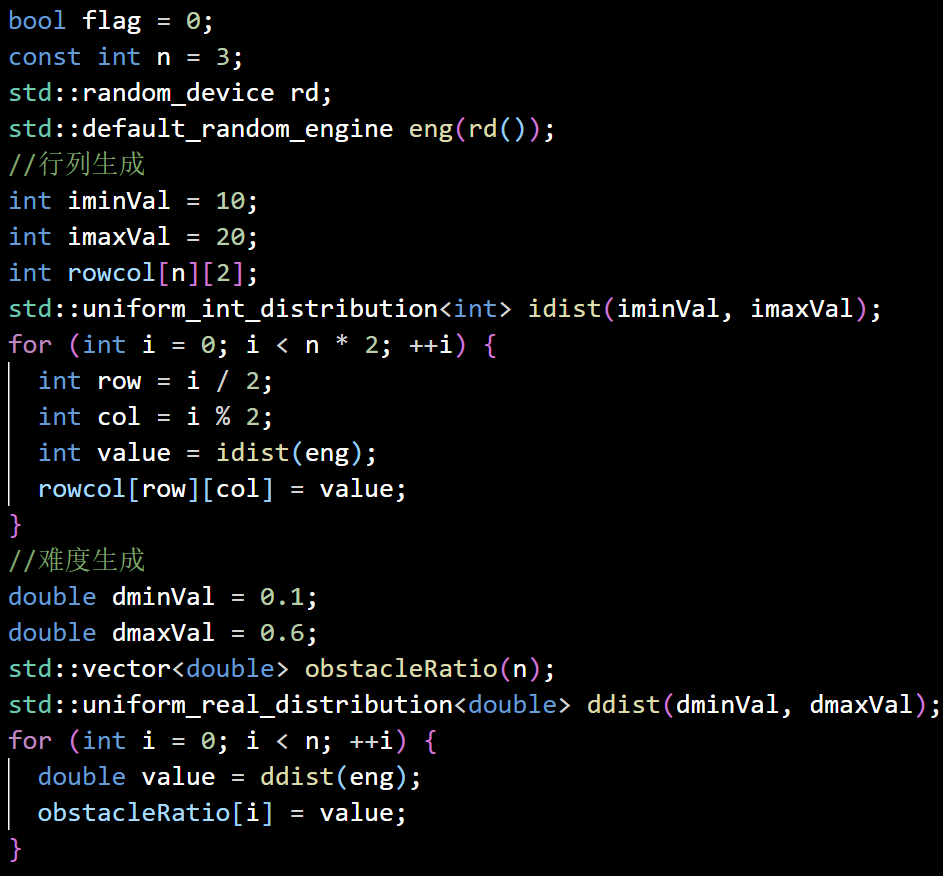 bool flag = 0;
const int n = 3;
std::random_device rd;
std::default_random_engine eng(rd());
//行列生成
int iminVal = 10;
int imaxVal = 20;
int rowcol[n][2];
std::uniform_int_distribution<int> idist(iminVal, imaxVal);
for (int i = 0; i < n * 2; ++i) {
  int row = i / 2;
  int col = i % 2;
  int value = idist(eng);
  rowcol[row][col] = value;
}
//难度生成
double dminVal = 0.1;
double dmaxVal = 0.6;
std::vector<double> obstacleRatio(n);
std::uniform_real_distribution<double> ddist(dminVal, dmaxVal);
for (int i = 0; i < n; ++i) {
  double value = ddist(eng);
  obstacleRatio[i] = value;
}